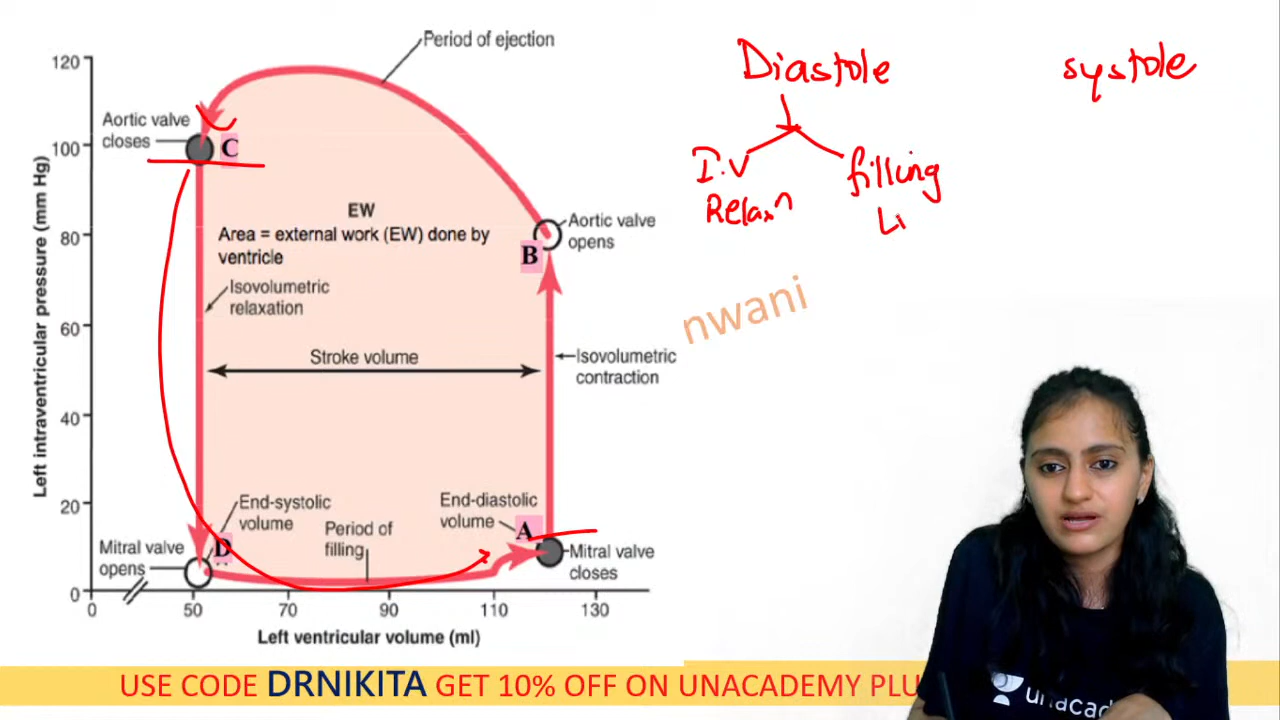 Period of ejection
Diastole
systole
I.V
Relaxn
filling
Aortic valve
closes
C
Aortic valve
opens
B
EW
Area = external work (EW) done by
ventricle
Isovolumetric
relaxation
Stroke volume
Isovolumetric
contraction
nwani
End-systolic
volume
D
End-diastolic
volume
A
Period of
filling
Mitral valve
opens
Mitral valve
closes
Left intraventricular pressure (mm Hg)
120
100
80
60
40
20
0
0 50 70 90 110 130
Left ventricular volume (ml)
USE CODE DRNIKITA GET 10% OFF ON UNACADEMY PLU
unacad